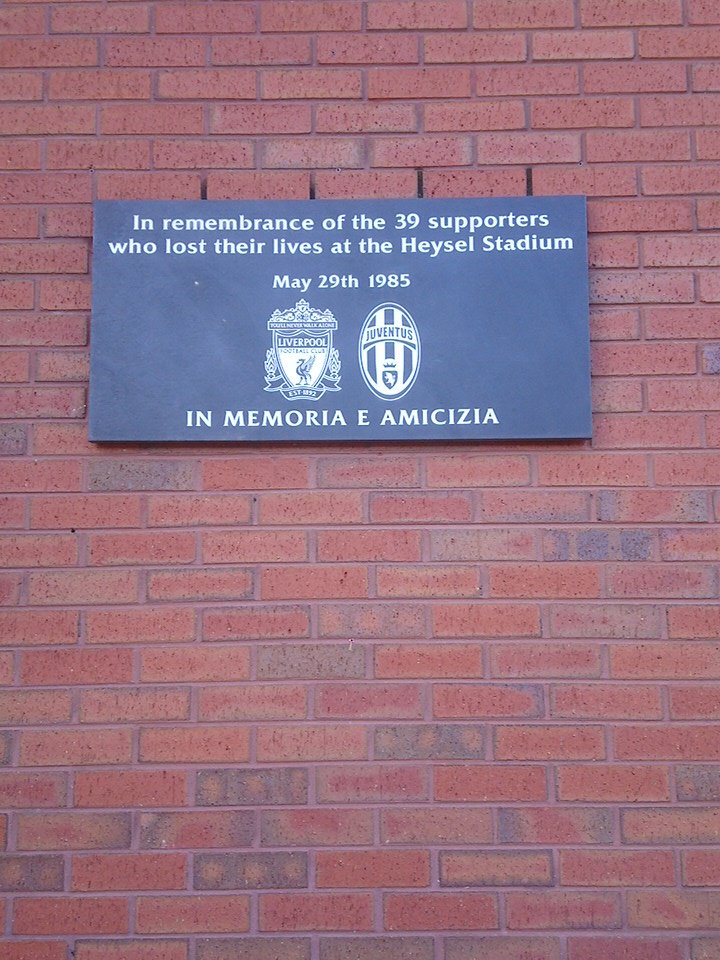 In remembrance of the 39 supporters
who lost their lives at the Heysel Stadium
May 29th 1985
YOU'LL NEVER WALK ALONE
LIVERPOOL
FOOTBALL CLUB
EST·1892
JUVENTUS
IN MEMORIA E AMICIZIA